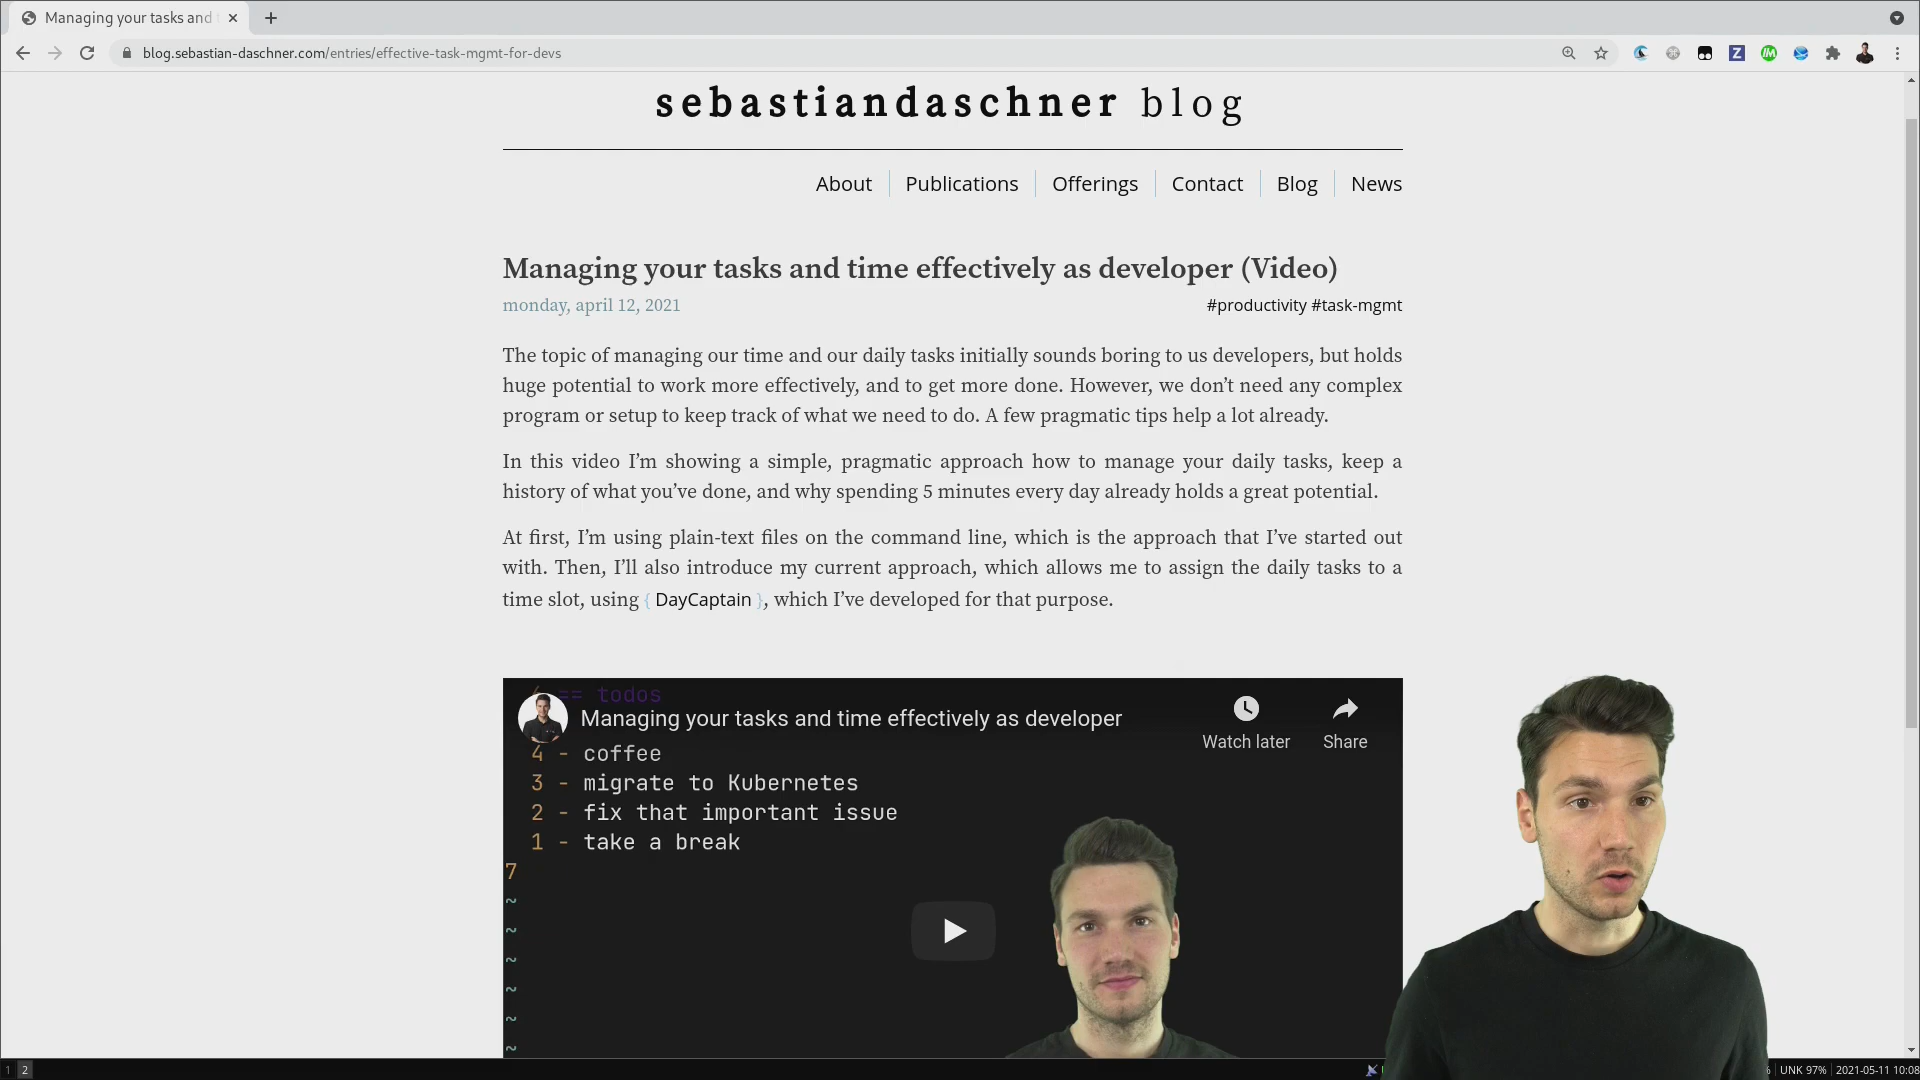 Managing your tasks and
blog.sebastian-daschner.com/entries/effective-task-mgmt-for-devs
sebastiandaschner blog
About
Publications
Offerings
Contact
Blog
News
Managing your tasks and time effectively as developer (Video)
monday, april 12, 2021
#productivity #task-mgmt
The topic of managing our time and our daily tasks initially sounds boring to us developers, but holds
huge potential to work more effectively, and to get more done. However, we don’t need any complex
program or setup to keep track of what we need to do. A few pragmatic tips help a lot already.
In this video I’m showing a simple, pragmatic approach how to manage your daily tasks, keep a
history of what you’ve done, and why spending 5 minutes every day already holds a great potential.
At first, I’m using plain-text files on the command line, which is the approach that I’ve started out
with. Then, I’ll also introduce my current approach, which allows me to assign the daily tasks to a
time slot, using { DayCaptain }, which I’ve developed for that purpose.
== todos
Managing your tasks and time effectively as developer
Watch later
Share
4 - coffee
3 - migrate to Kubernetes
2 - fix that important issue
1 - take a break
7
~
~
~
~
~
~
1 2
UNK 97% 2021-05-11 10:08